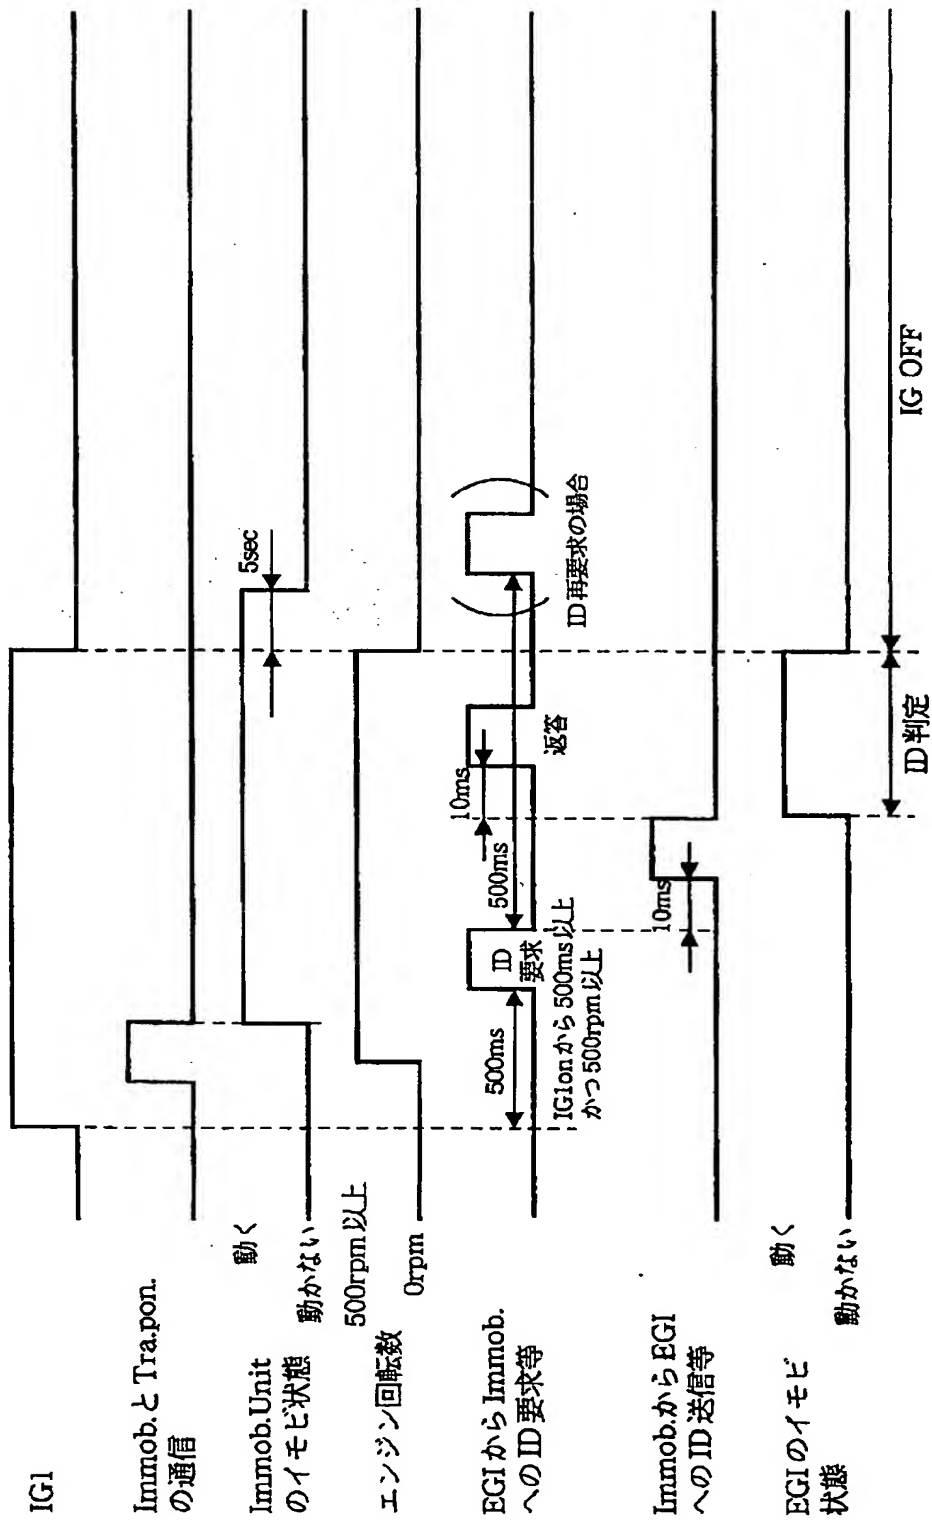 IG1
Immob.とTra.pon.
の通信
Immob.Unit
のイモビ状態
動く
動かない
5sec
エンジン回転数
500rpm以上
0rpm
EGIからImmob.
へのID要求等
500ms
ID
要求
IG1onから500ms以上
かつ500rpm以上
500ms
10ms
返答
ID再要求の場合
Immob.からEGI
へのID送信等
10ms
EGIのイモビ
状態
動く
動かない
ID判定
IG OFF